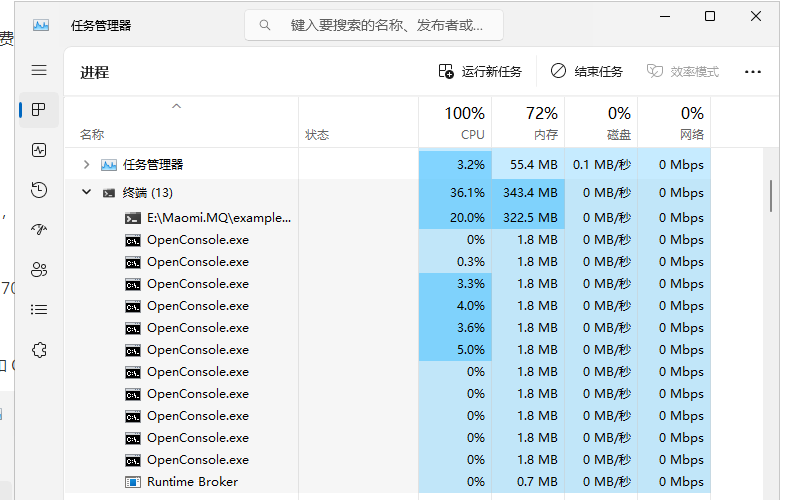 费
任务管理器
键入要搜索的名称、发布者或...
进程
运行新任务
结束任务
效率模式
100% 72% 0% 0%
名称 状态 CPU 内存 磁盘 网络
任务管理器 3.2% 55.4 MB 0.1 MB/秒 0 Mbps
终端 (13) 36.1% 343.4 MB 0 MB/秒 0 Mbps
E:\Maomi.MQ\example... 20.0% 322.5 MB 0 MB/秒 0 Mbps
OpenConsole.exe 0% 1.8 MB 0 MB/秒 0 Mbps
OpenConsole.exe 0.3% 1.8 MB 0 MB/秒 0 Mbps
OpenConsole.exe 3.3% 1.8 MB 0 MB/秒 0 Mbps
70
OpenConsole.exe 4.0% 1.8 MB 0 MB/秒 0 Mbps
OpenConsole.exe 3.6% 1.8 MB 0 MB/秒 0 Mbps
OpenConsole.exe 5.0% 1.8 MB 0 MB/秒 0 Mbps
OpenConsole.exe 0% 1.8 MB 0 MB/秒 0 Mbps
OpenConsole.exe 0% 1.8 MB 0 MB/秒 0 Mbps
OpenConsole.exe 0% 1.8 MB 0 MB/秒 0 Mbps
OpenConsole.exe 0% 1.8 MB 0 MB/秒 0 Mbps
OpenConsole.exe 0% 1.8 MB 0 MB/秒 0 Mbps
Runtime Broker 0% 0.7 MB 0 MB/秒 0 Mbps